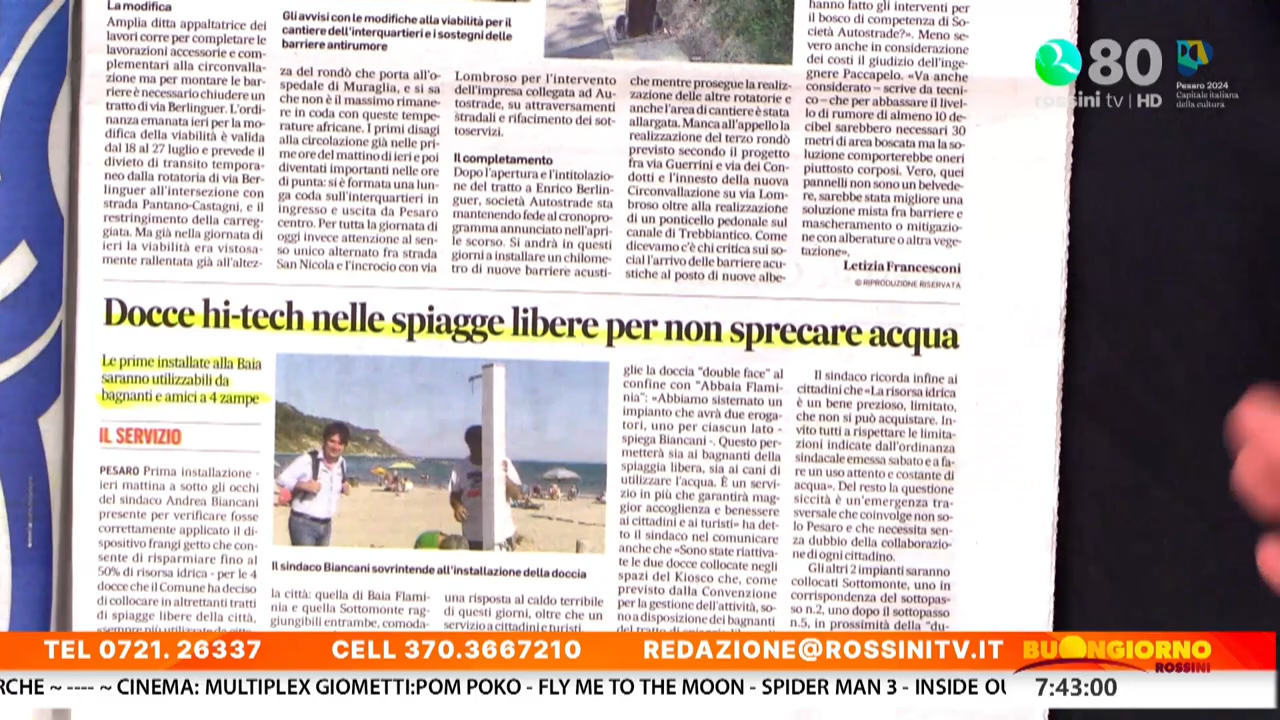 La modifica
Amplia ditta appaltatrice dei
lavori corre per completare le
lavorazioni accessorie e com-
plementari alla circonvalla-
zione ma per montare le bar-
riere è necessario chiudere un
tratto di via Berlinguer. L'ordi-
nanza emanata ieri per la mo-
difica della viabilità è valida
dal 18 al 27 luglio e prevede il
divieto di transito tempora-
neo dalla rotatoria di via Ber-
linguer all'intersezione con
strada Pantano-Castagni, e il
restringimento della carreg-
giata. Ma già nella giornata di
ieri la viabilità era vistosa-
mente rallentata già all'altez-
Gli avvisi con le modifiche alla viabilità per il
cantiere dell'interquartieri e i sostegni delle
barriere antirumore
za del rondò che porta all'o-
spedale di Muraglia, e si sa
che non è il massimo rimane-
re in coda con queste tempe-
rature africane. I primi disagi
alla circolazione già nelle pri-
me ore del mattino di ieri e poi
diventati importanti nelle ore
di punta: si è formata una lun-
ga coda sull'interquartieri in
ingresso e uscita da Pesaro
centro. Per tutta la giornata di
oggi invece attenzione al sen-
so unico alternato fra strada
San Nicola e l'incrocio con via
Lombroso per l'intervento
dell'impresa collegata ad Au-
tostrade, su attraversamenti
stradali e rifacimento dei sot-
toservizi.
Il completamento
Dopo l'apertura e l'intitolazio-
ne del tratto a Enrico Berlin-
guer, società Autostrade sta
mantenendo fede al cronopro-
gramma annunciato nell'apri-
le scorso. Si andrà in questi
giorni a installare un chilome-
tro di nuove barriere acusti-
che mentre prosegue la realiz-
zazione delle altre rotatorie e
anche l'area di cantiere è stata
allargata. Manca all'appello la
realizzazione del terzo rondò
previsto secondo il progetto
fra via Guerrini e via dei Con-
dotti e l'innesto della nuova
Circonvallazione su via Lom-
broso oltre alla realizzazione
di un ponticello pedonale sul
canale di Trebbiantico. Come
dicevamo c'è chi critica sui so-
cial l'arrivo delle barriere acu-
stiche al posto di nuove albe-
hanno fatto gli interventi per
il bosco di competenza di So-
cietà Autostrade?». Meno se-
vero anche in considerazione
dei costi il giudizio dell'inge-
gnere Paccapelo. «Va anche
considerato - scrive da tecni-
co - che per abbassare il livel-
lo di rumore di almeno 10 de-
cibel sarebbero necessari 30
metri di area boscata ma la so-
luzione comporterebbe oneri
piuttosto corposi. Vero, quei
pannelli non sono un belvede-
re, sarebbe stata migliore una
soluzione mista fra barriere e
mascheramento o mitigazio-
ne con alberature o altra vege-
tazione».
Letizia Francesconi
© RIPRODUZIONE RISERVATA
Docce hi-tech nelle spiagge libere per non sprecare acqua
Le prime installate alla Baia
saranno utilizzabili da
bagnanti e amici a 4 zampe
IL SERVIZIO
PESARO Prima installazione -
ieri mattina a sotto gli occhi
del sindaco Andrea Biancani
presente per verificare fosse
correttamente applicato il di-
spositivo frangi getto che con-
sente di risparmiare fino al
50% di risorsa idrica - per le 4
docce che il Comune ha deciso
di collocare in altrettanti tratti
di spiagge libere della città,
Il sindaco Biancani sovrintende all'installazione della doccia
la città: quella di Baia Flami-
nia e quella Sottomonte rag-
giungibili entrambe, comoda-
una risposta al caldo terribile
di questi giorni, oltre che un
servizio a cittadini e turisti.
glie la doccia "double face" al
confine con "Abbaia Flami-
nia": «Abbiamo sistemato un
impianto che avrà due eroga-
tori, uno per ciascun lato -
spiega Biancani -. Questo per-
metterà sia ai bagnanti della
spiaggia libera, sia ai cani di
utilizzare l'acqua. È un servi-
zio in più che garantirà mag-
gior accoglienza e benessere
ai cittadini e ai turisti» ha det-
to il sindaco nel comunicare
anche che «Sono state riattiva-
te le due docce collocate negli
spazi del Kiosco che, come
previsto dalla Convenzione
per la gestione dell'attività, so-
no a disposizione dei bagnanti
Il sindaco ricorda infine ai
cittadini che «La risorsa idrica
è un bene prezioso, limitato,
che non si può acquistare. In-
vito tutti a rispettare le limita-
zioni indicate dall'ordinanza
sindacale emessa sabato e a fa-
re un uso attento e costante di
acqua». Del resto la questione
siccità è un'emergenza tra-
sversale che coinvolge non so-
lo Pesaro e che necessita sen-
za dubbio della collaborazio-
ne di ogni cittadino.
Gli altri 2 impianti saranno
collocati Sottomonte, uno in
corrispondenza del sottopas-
so n.2, uno dopo il sottopasso
n.5, in prossimità della "du-
80
rossini tv | HD
Pesaro 2024
Capitale italiana
della cultura
TEL 0721. 26337 CELL 370.3667210 REDAZIONE@ROSSINITV.IT
BUONGIORNO
ROSSINI
RCHE ~ ---- ~ CINEMA: MULTIPLEX GIOMETTI:POM POKO - FLY ME TO THE MOON - SPIDER MAN 3 - INSIDE OU
7:43:00